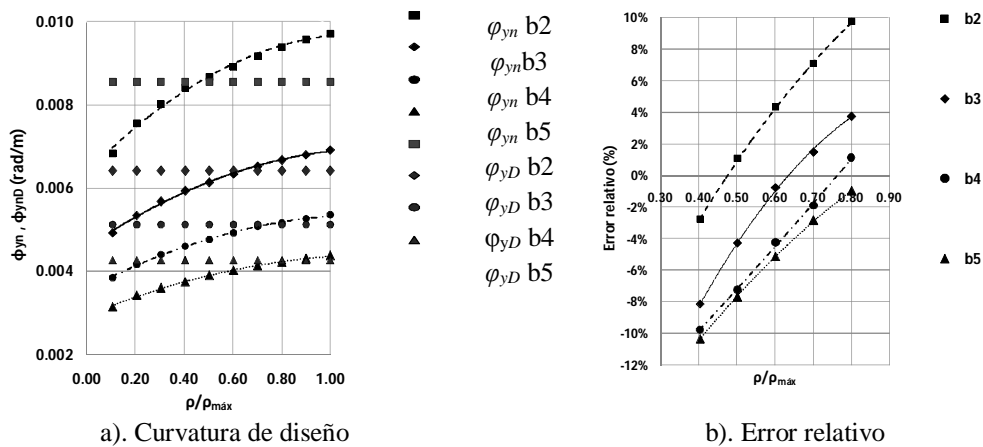 ϕyn , ϕynD (rad/m)
0.010
0.008
0.006
0.004
0.002
0.00 0.20 0.40 0.60 0.80 1.00
ρ/ρmáx
φyn b2
φyn b3
φyn b4
φyn b5
φyD b2
φyD b3
φyD b4
φyD b5
a). Curvatura de diseño
Error relativo (%)
10%
8%
6%
4%
2%
0%
-2%
-4%
-6%
-8%
-10%
-12%
0.30 0.40 0.50 0.60 0.70 0.80 0.90
ρ/ρmáx
b2
b3
b4
b5
b). Error relativo